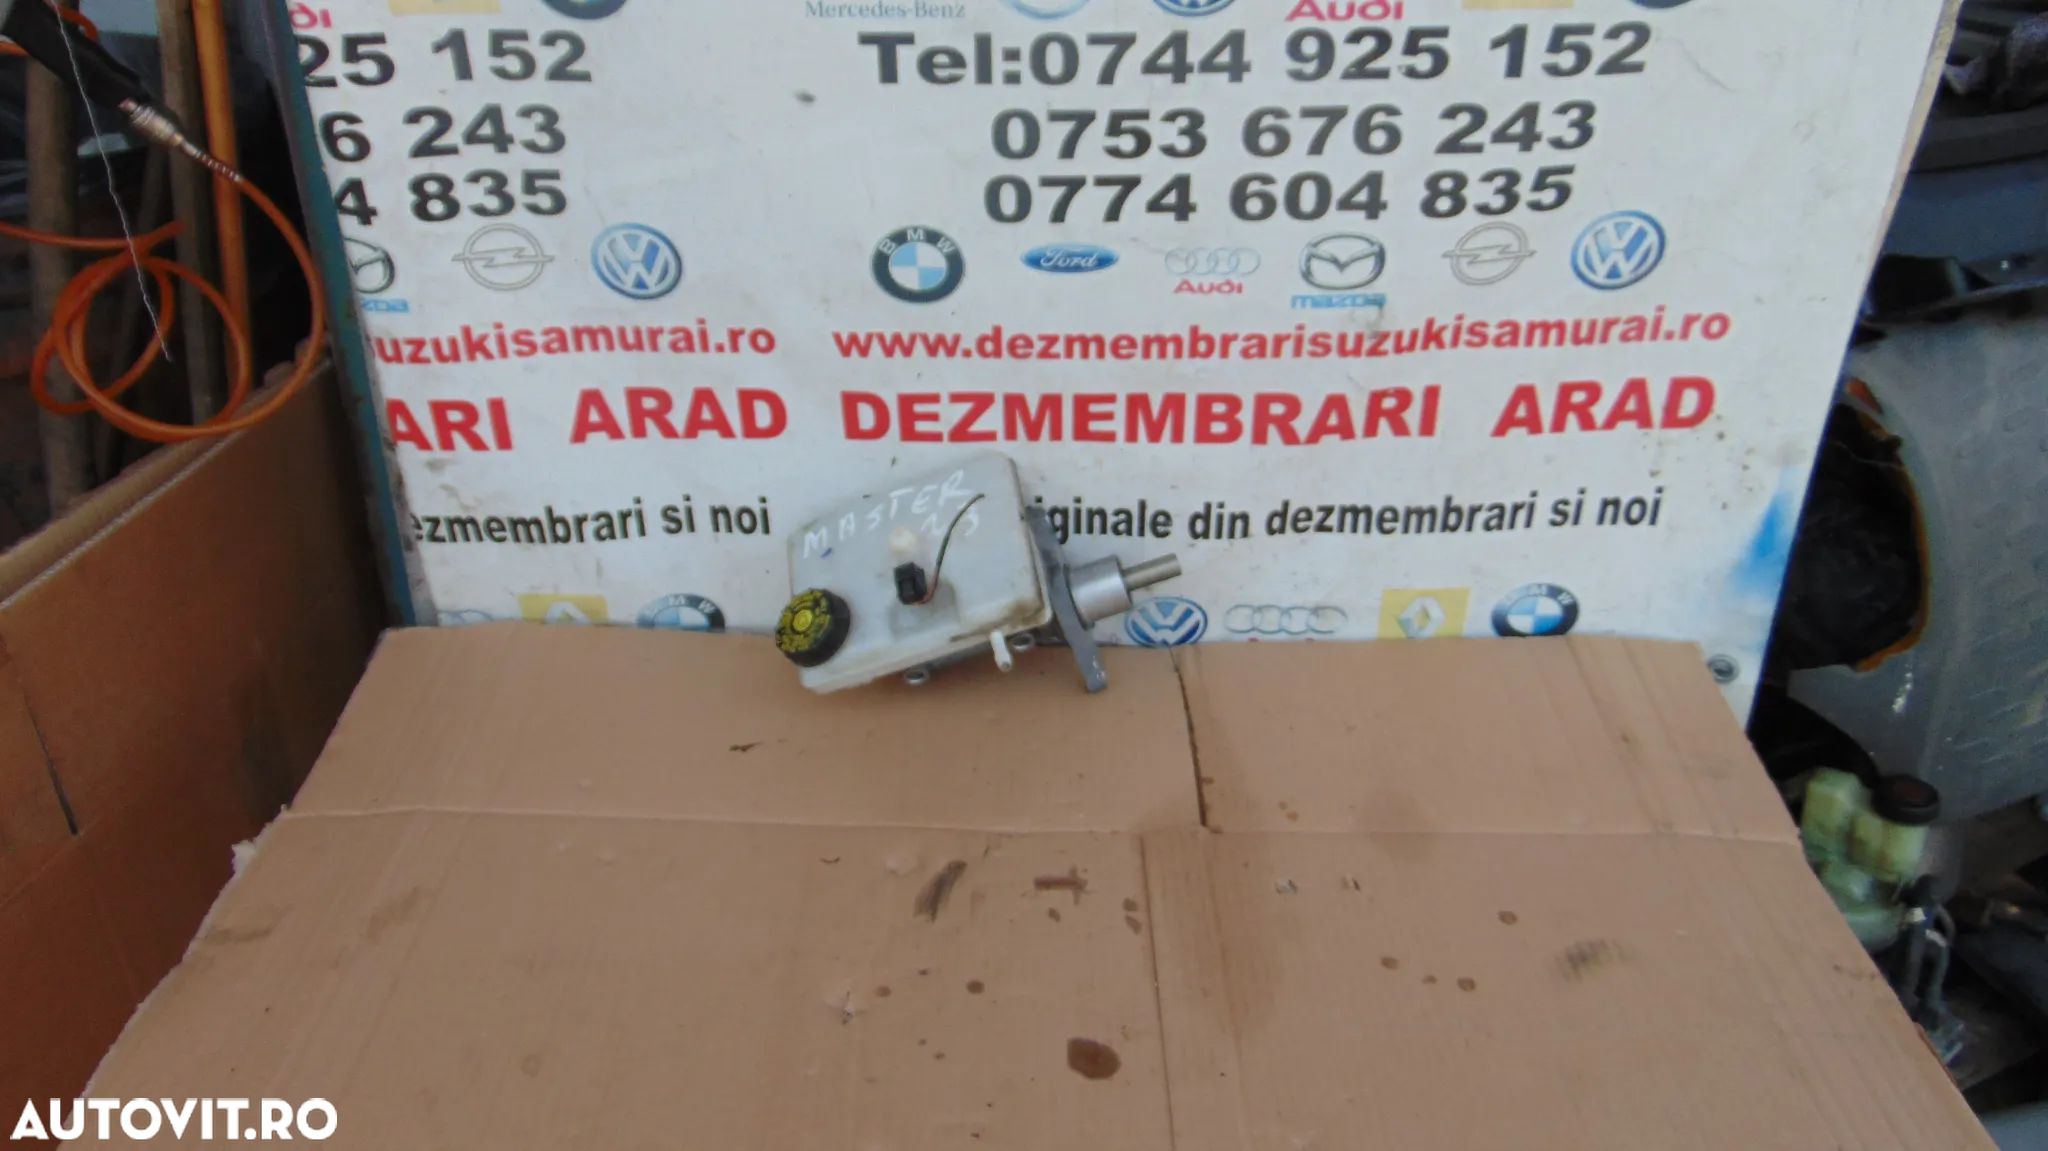 Mercedes-Benz
Audi
25 152 Tel:0744 925 152
6 243 0753 676 243
4 835 0774 604 835
BMW Ford Audi mazda
uzukisamurai.ro www.dezmembrarisuzukisamurai.ro
ARI ARAD DEZMEMBRARI ARAD
ezmembrari si noi iginale din dezmembrari si noi
MASTER
BMW
AUTOVIT.RO